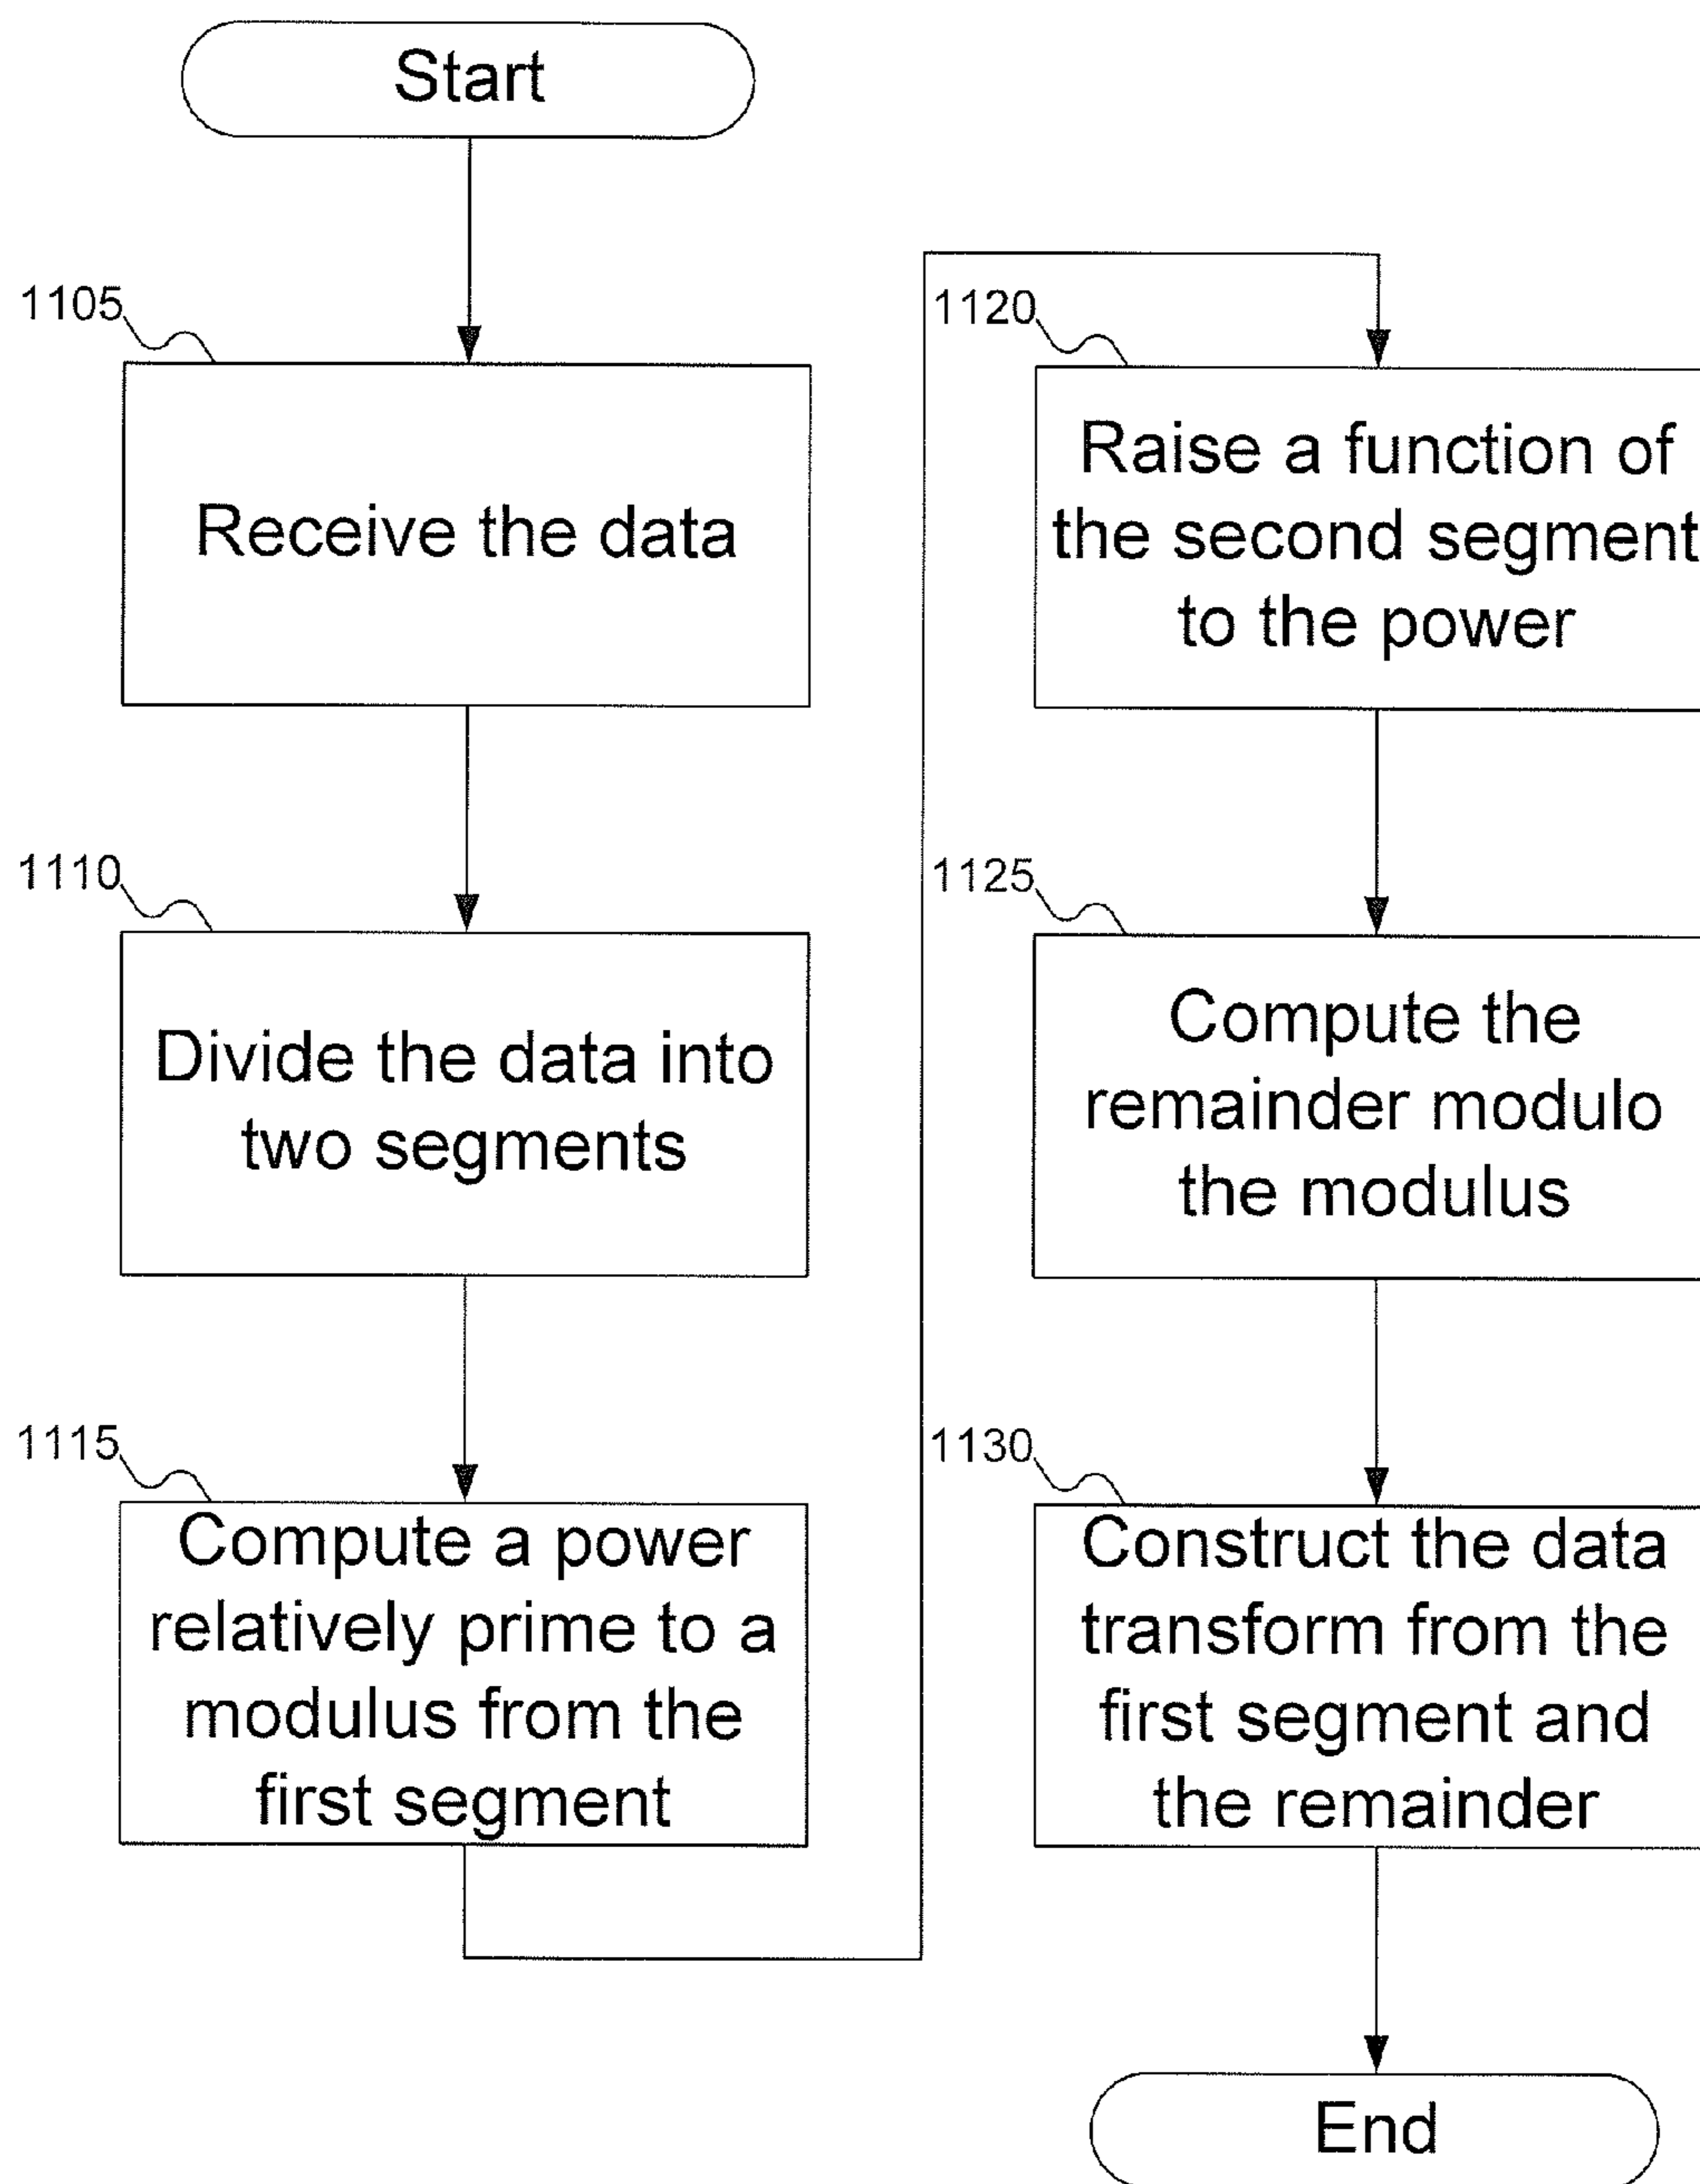 Start
1105
Receive the data
1110
Divide the data into
two segments
1115
Compute a power
relatively prime to a
modulus from the
first segment
1120
Raise a function of
the second segment
to the power
1125
Compute the
remainder modulo
the modulus
1130
Construct the data
transform from the
first segment and
the remainder
End